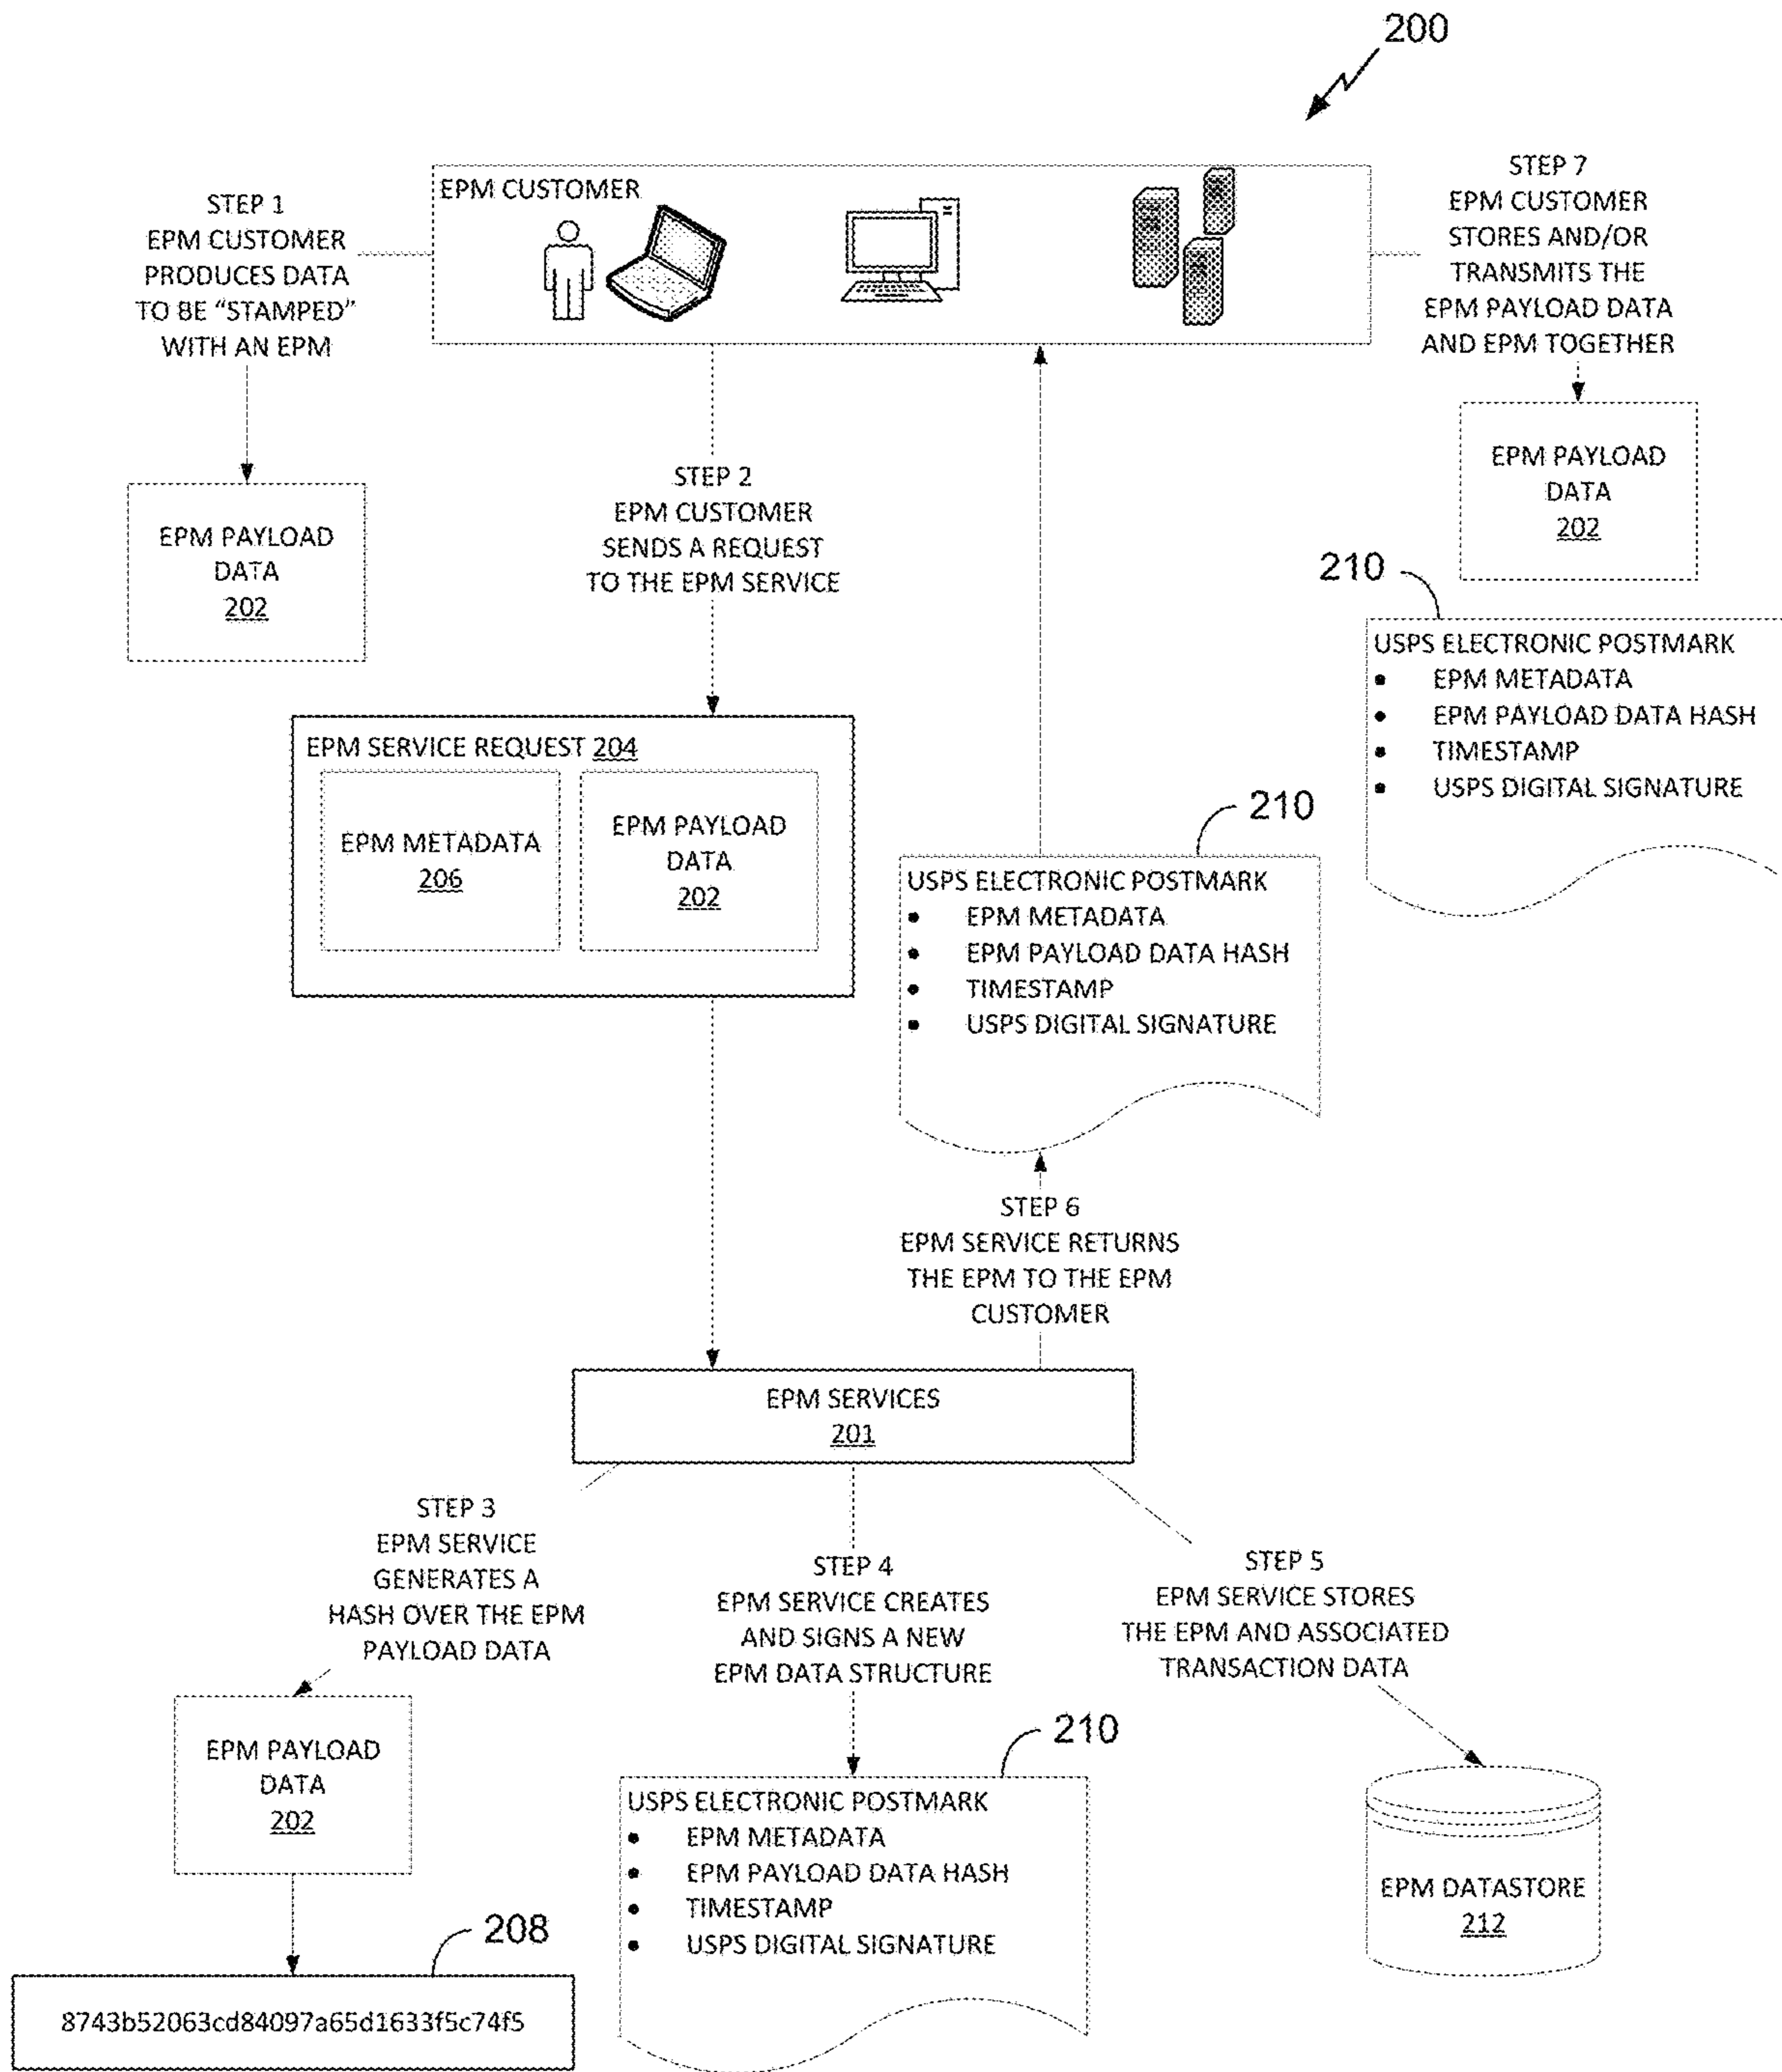 200
EPM CUSTOMER
STEP 1
EPM CUSTOMER
PRODUCES DATA
TO BE “STAMPED”
WITH AN EPM
EPM PAYLOAD
DATA
202
STEP 2
EPM CUSTOMER
SENDS A REQUEST
TO THE EPM SERVICE
EPM SERVICE REQUEST 204
EPM METADATA
206
EPM PAYLOAD
DATA
202
STEP 7
EPM CUSTOMER
STORES AND/OR
TRANSMITS THE
EPM PAYLOAD DATA
AND EPM TOGETHER
EPM PAYLOAD
DATA
202
210
USPS ELECTRONIC POSTMARK
• EPM METADATA
• EPM PAYLOAD DATA HASH
• TIMESTAMP
• USPS DIGITAL SIGNATURE
210
USPS ELECTRONIC POSTMARK
• EPM METADATA
• EPM PAYLOAD DATA HASH
• TIMESTAMP
• USPS DIGITAL SIGNATURE
STEP 6
EPM SERVICE RETURNS
THE EPM TO THE EPM
CUSTOMER
EPM SERVICES
201
STEP 3
EPM SERVICE
GENERATES A
HASH OVER THE EPM
PAYLOAD DATA
EPM PAYLOAD
DATA
202
208
8743b52063cd84097a65d1633f5c74f5
STEP 4
EPM SERVICE CREATES
AND SIGNS A NEW
EPM DATA STRUCTURE
210
USPS ELECTRONIC POSTMARK
• EPM METADATA
• EPM PAYLOAD DATA HASH
• TIMESTAMP
• USPS DIGITAL SIGNATURE
STEP 5
EPM SERVICE STORES
THE EPM AND ASSOCIATED
TRANSACTION DATA
EPM DATASTORE
212